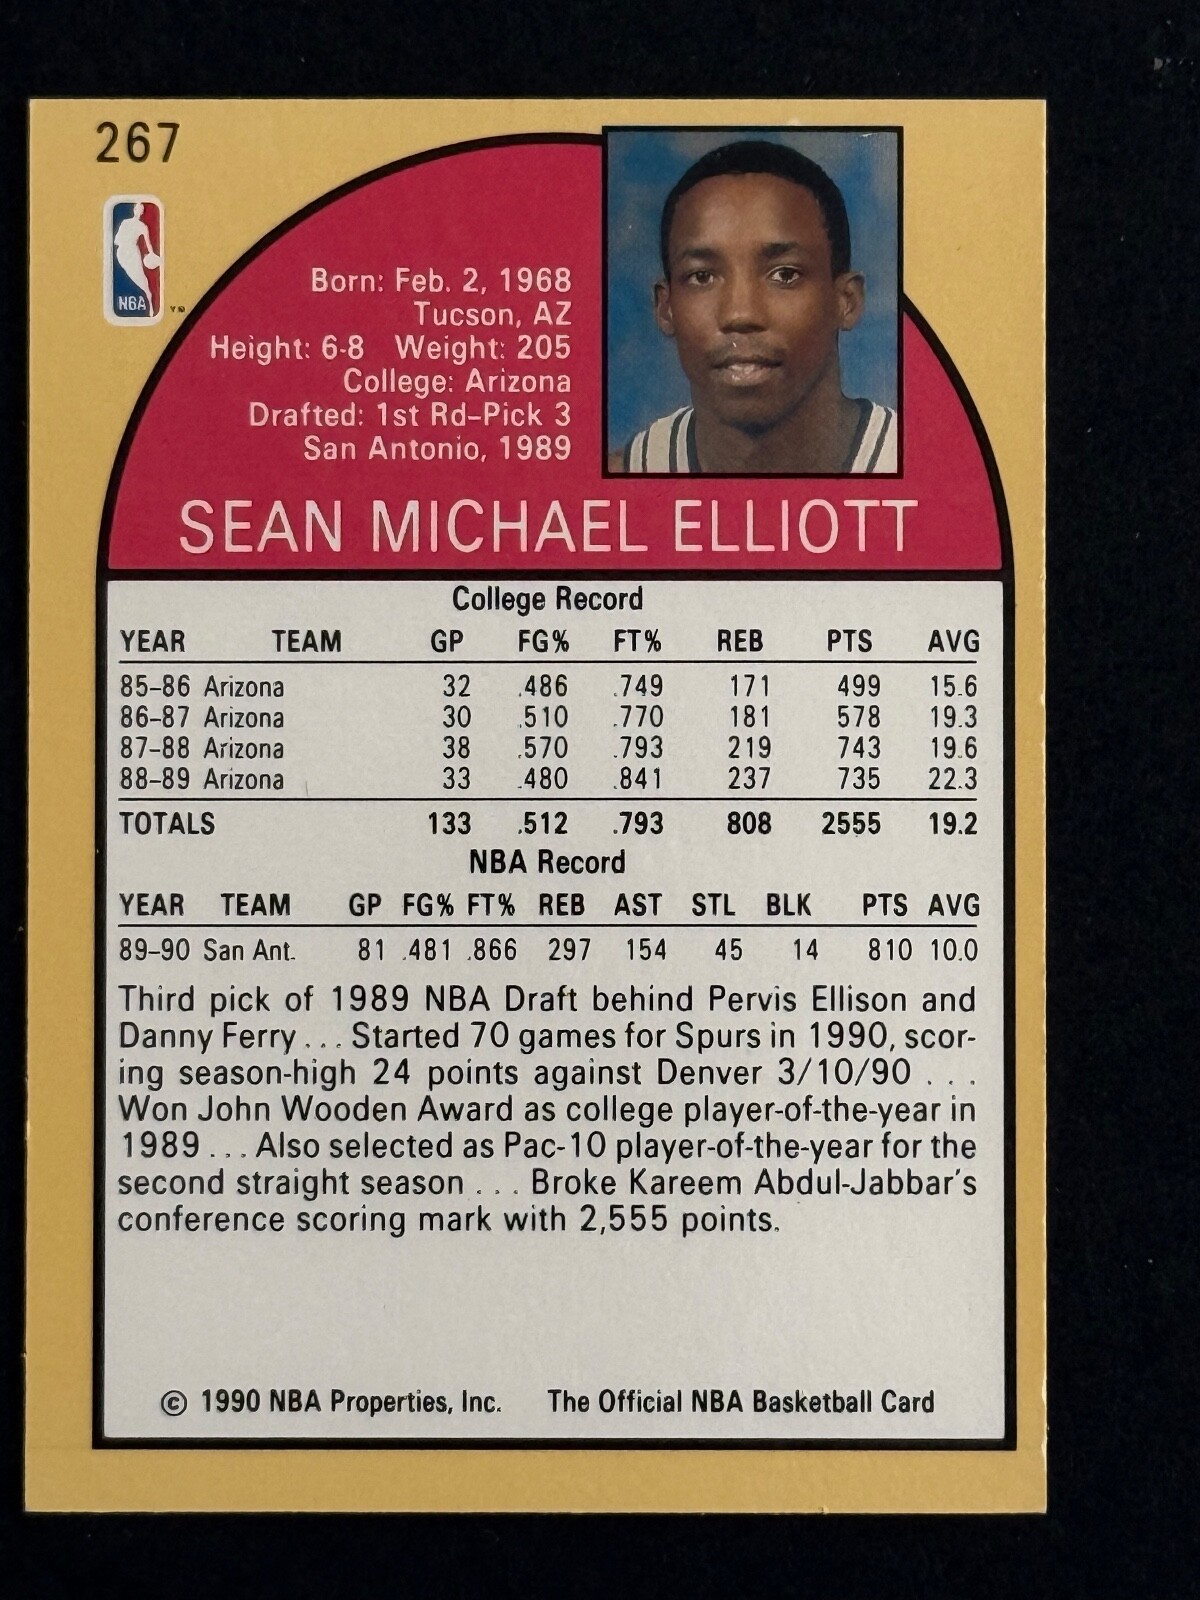 267
NBA
Born: Feb. 2, 1968
Tucson, AZ
Height: 6-8 Weight: 205
College: Arizona
Drafted: 1st Rd-Pick 3
San Antonio, 1989
SEAN MICHAEL ELLIOTT
College Record
YEAR TEAM GP FG% FT% REB PTS AVG
85-86 Arizona 32 .486 .749 171 499 15.6
86-87 Arizona 30 .510 .770 181 578 19.3
87-88 Arizona 38 .570 .793 219 743 19.6
88-89 Arizona 33 .480 .841 237 735 22.3
TOTALS 133 .512 .793 808 2555 19.2
NBA Record
YEAR TEAM GP FG% FT% REB AST STL BLK PTS AVG
89-90 San Ant. 81 .481 .866 297 154 45 14 810 10.0
Third pick of 1989 NBA Draft behind Pervis Ellison and
Danny Ferry . . . Started 70 games for Spurs in 1990, scor-
ing season-high 24 points against Denver 3/10/90 . . .
Won John Wooden Award as college player-of-the-year in
1989 . . . Also selected as Pac-10 player-of-the-year for the
second straight season . . . Broke Kareem Abdul-Jabbar's
conference scoring mark with 2,555 points.
© 1990 NBA Properties, Inc. The Official NBA Basketball Card